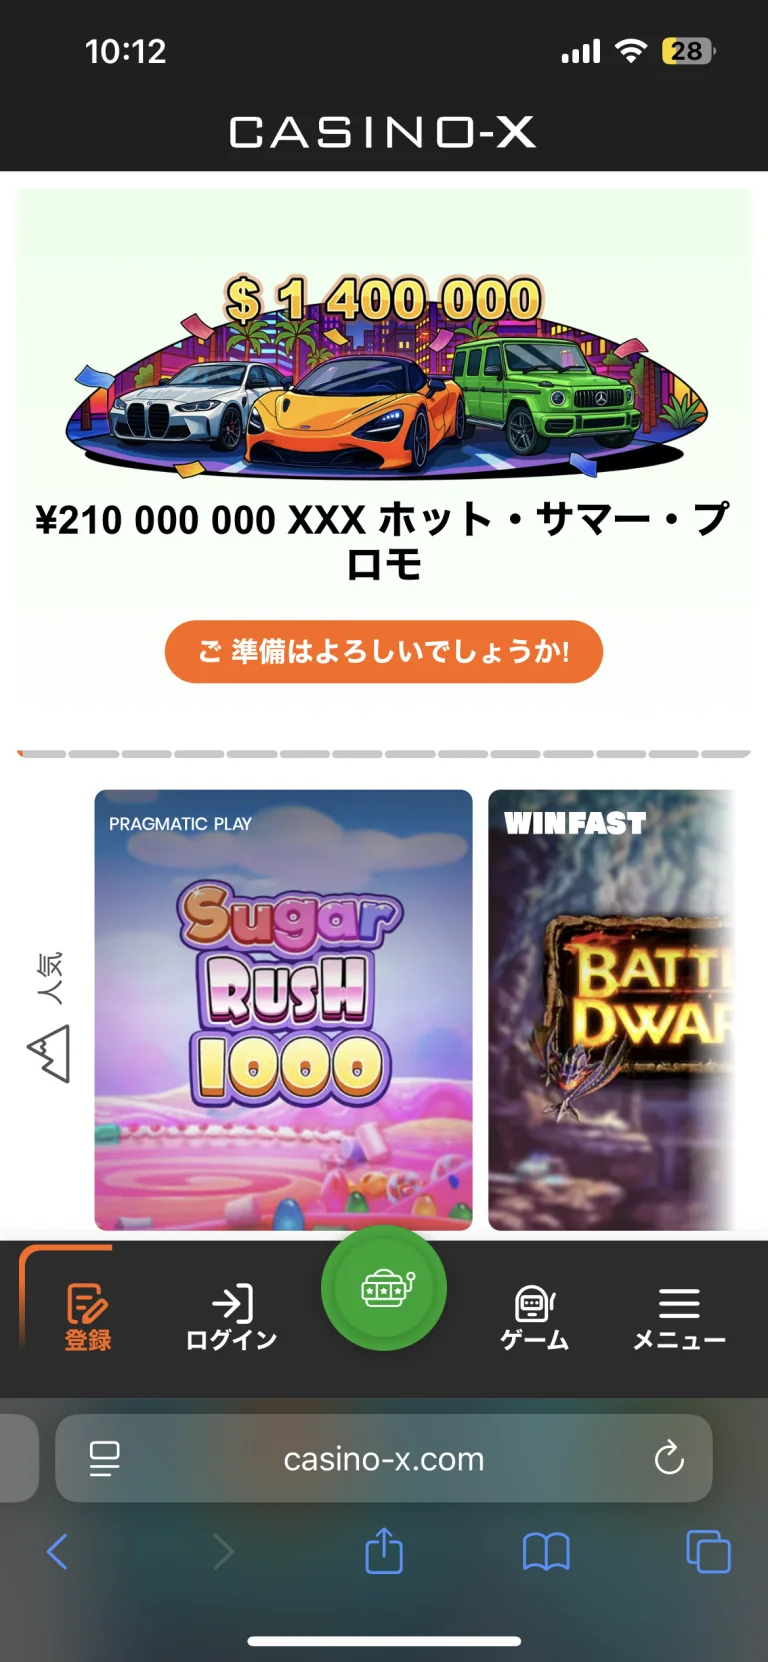 10:12
28
CASINO-X
$ 1 400 000
¥210 000 000 XXX ホット・サマー・プ
ロモ
ご 準備はよろしいでしょうか!
人気
PRAGMATIC PLAY
Sugar
RUSH
1000
WINFAST
登録
ログイン
ゲーム
メニュー
casino-x.com